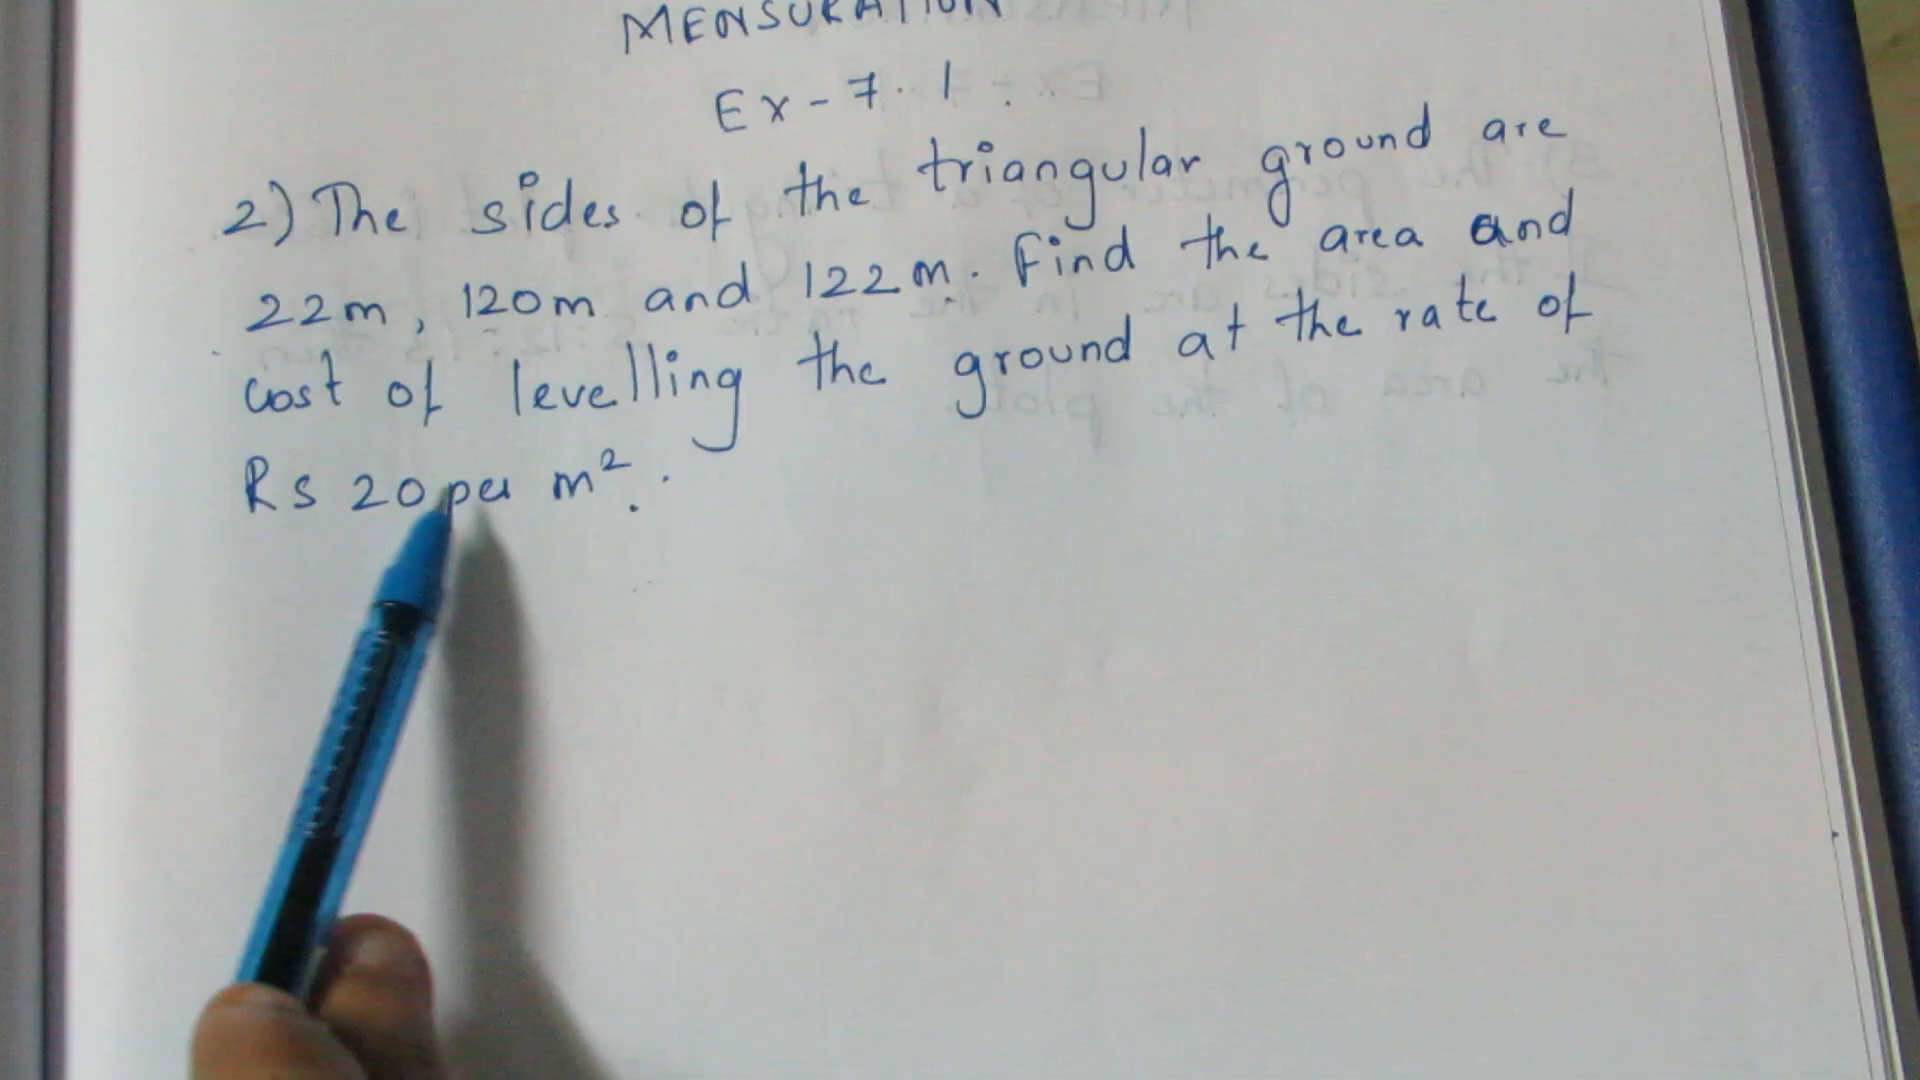 MENSURATION
Ex - 7.1 .
2) The sides of the triangular ground are
22m, 120m and 122m. Find the area and
cost of levelling the ground at the rate of
Rs 20 per m².